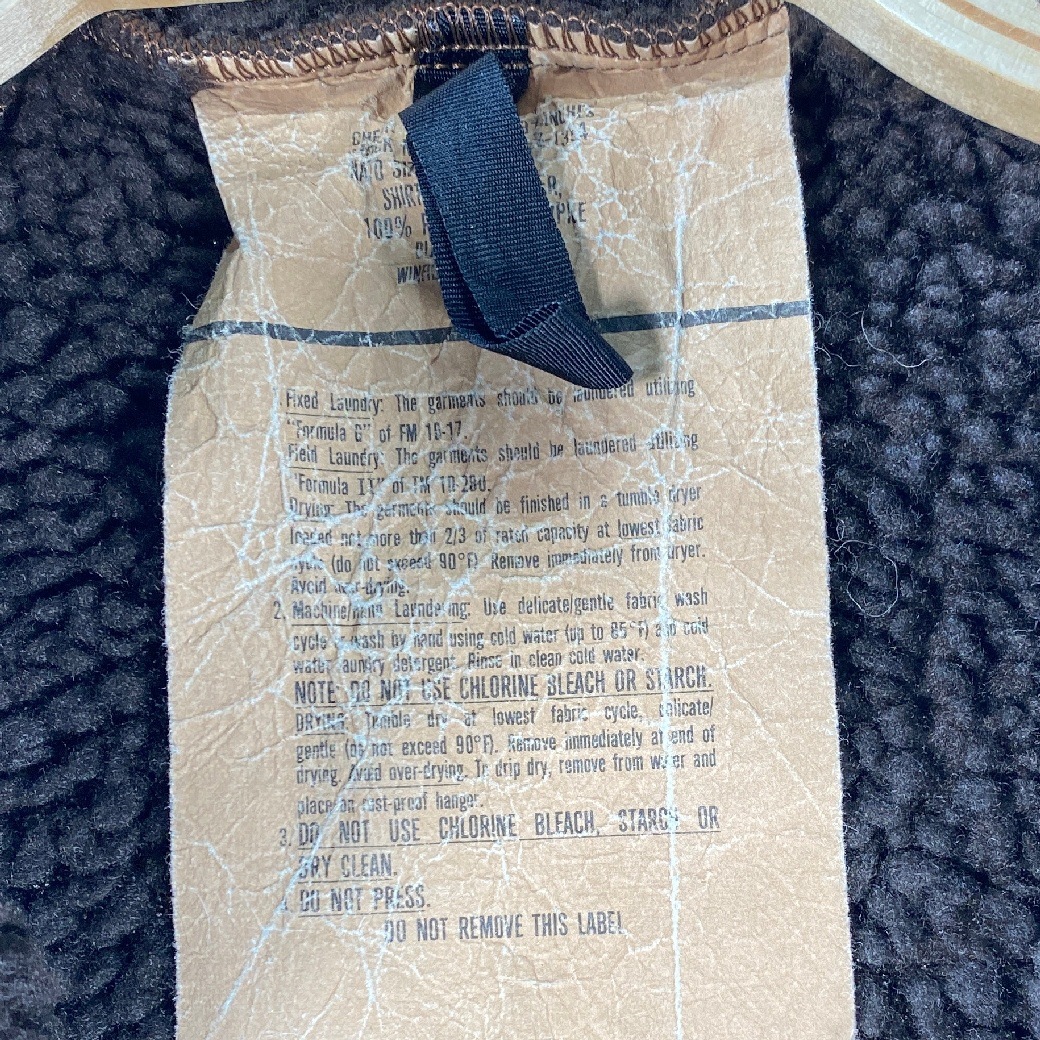 INCHES
NATO
SHIRT
100%
Fixed Laundry: The garments should be laundered utilizing
"Formula G" of FM 10-17.
Field Laundry: The garments should be laundered utilizing
"Formula II" of TM 10-280.
Drying: The garments should be finished in a tumble dryer
loaded not more than 2/3 of rated capacity at lowest fabric
cycle (do not exceed 90°F). Remove immediately from dryer.
Avoid over-drying.
2. Machine/Hand Laundering: Use delicate/gentle fabric wash
cycle or wash by hand using cold water (up to 85°F) and cold
water laundry detergent. Rinse in clean cold water.
NOTE: DO NOT USE CHLORINE BLEACH OR STARCH.
DRYING: Tumble dry at lowest fabric cycle, delicate/
gentle (do not exceed 90°F). Remove immediately at end of
drying. Avoid over-drying. To drip dry, remove from water and
place on rust-proof hanger.
3. DO NOT USE CHLORINE BLEACH, STARCH OR
DRY CLEAN.
DO NOT PRESS.
DO NOT REMOVE THIS LABEL